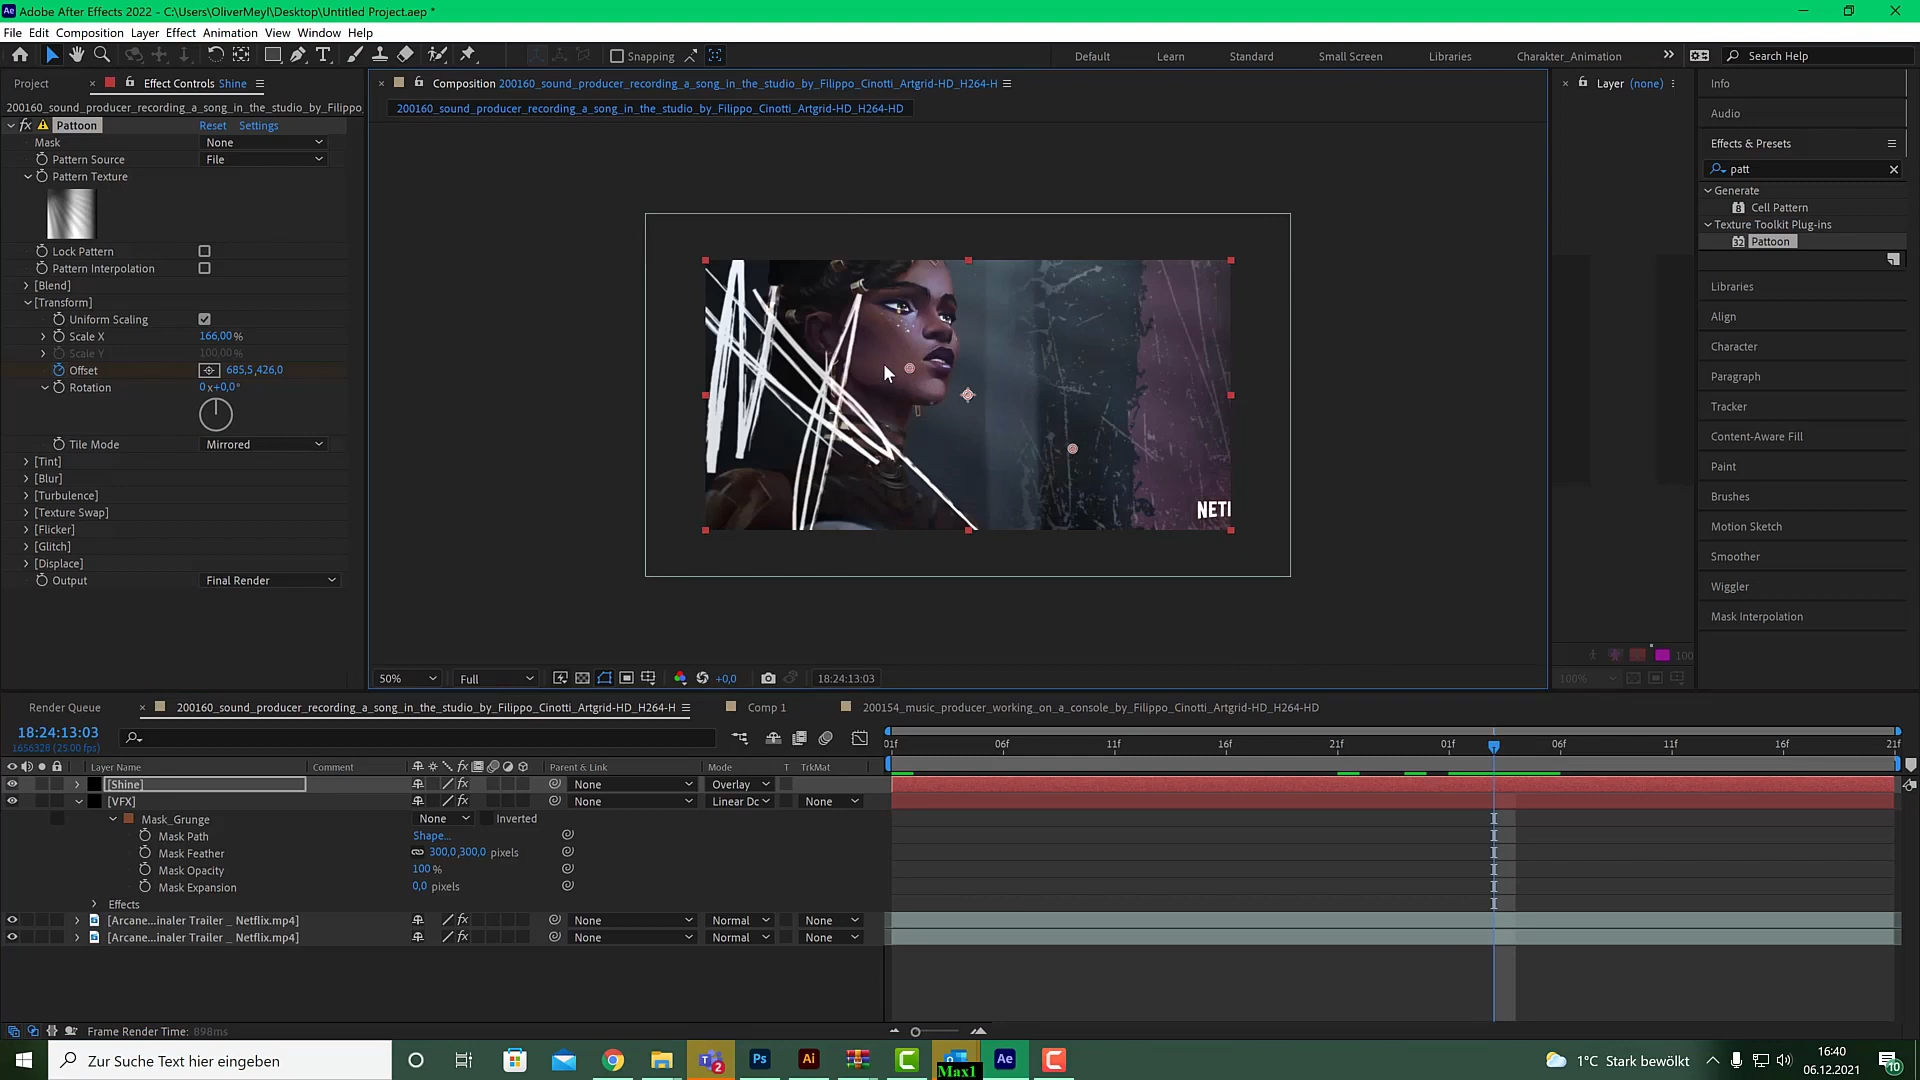 Adobe After Effects 2022 - C:\Users\OliverMeyl\Desktop\Untitled Project.aep *
File Edit Composition Layer Effect Animation View Window Help
Snapping
Default Learn Standard Small Screen Libraries Charakter_Animation
Search Help
Project
Effect Controls Shine
200160_sound_producer_recording_a_song_in_the_studio_by_Filippo
fx Pattoon Reset Settings
Mask None
Pattern Source File
Pattern Texture
Lock Pattern
Pattern Interpolation
[Blend]
[Transform]
Uniform Scaling
Scale X 166,00%
Scale Y 100,00%
Offset 685,5,426,0
Rotation 0x+0,0°
Tile Mode Mirrored
[Tint]
[Blur]
[Turbulence]
[Texture Swap]
[Flicker]
[Glitch]
[Displace]
Output Final Render
Composition 200160_sound_producer_recording_a_song_in_the_studio_by_Filippo_Cinotti_Artgrid-HD_H264-H
200160_sound_producer_recording_a_song_in_the_studio_by_Filippo_Cinotti_Artgrid-HD_H264-HD
NETF
50% Full +0,0 18:24:13:03
Layer (none)
100
100%
Info
Audio
Effects & Presets
patt
Generate
Cell Pattern
Texture Toolkit Plug-ins
Pattoon
Libraries
Align
Character
Paragraph
Tracker
Content-Aware Fill
Paint
Brushes
Motion Sketch
Smoother
Wiggler
Mask Interpolation
Render Queue
200160_sound_producer_recording_a_song_in_the_studio_by_Filippo_Cinotti_Artgrid-HD_H264-H
Comp 1
200154_music_producer_working_on_a_console_by_Filippo_Cinotti_Artgrid-HD_H264-HD
18:24:13:03
1656328 (25.00 fps)
01f 06f 11f 16f 21f 01f 06f 11f 16f 21f
Layer Name Comment Parent & Link Mode T TrkMat
[Shine] None Overlay
[VFX] None Linear Dc None
Mask_Grunge None Inverted
Mask Path Shape...
Mask Feather 300,0,300,0 pixels
Mask Opacity 100%
Mask Expansion 0,0 pixels
Effects
[Arcane...inaler Trailer _ Netflix.mp4] None Normal None
[Arcane...inaler Trailer _ Netflix.mp4] None Normal None
Frame Render Time: 898ms
Zur Suche Text hier eingeben
2
Ps
Ai
Max1
Ae
1°C Stark bewölkt
16:40
06.12.2021
10